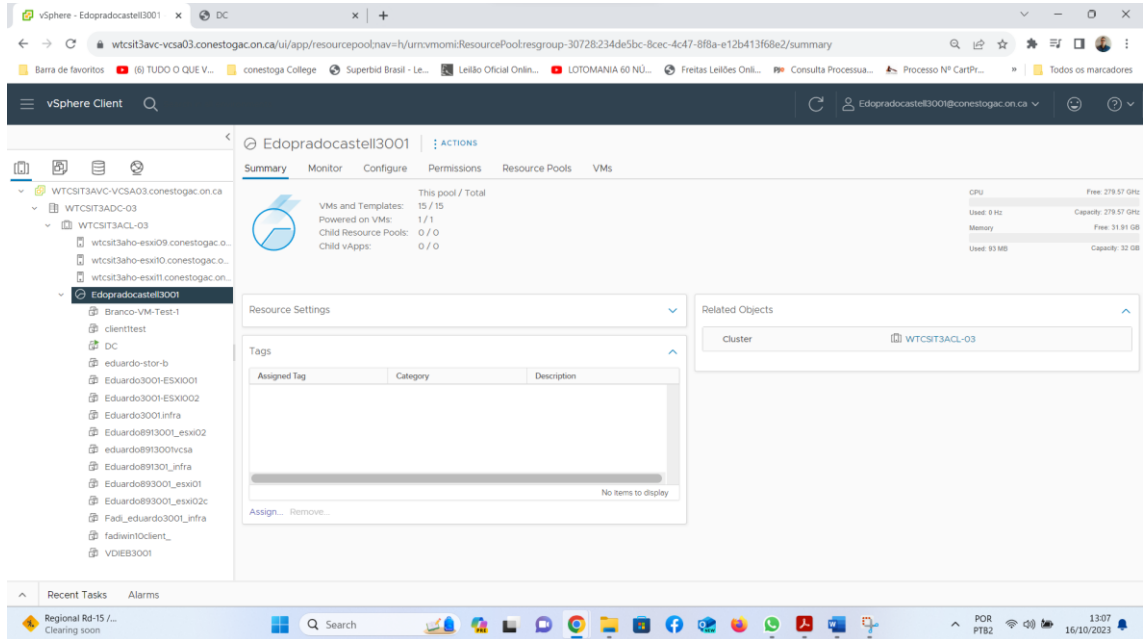 vSphere - Edopradocastell3001
DC
wtcsit3avc-vcsa03.conestogac.on.ca/ui/app/resourcepool;nav=h/urn:vmomi:ResourcePool:resgroup-30728:234de5bc-8cec-4c47-8f8a-e12b413f68e2/summary
Barra de favoritos
(6) TUDO O QUE V...
conestoga College
Superbid Brasil - Le...
Leilão Oficial Onlin...
LOTOMANIA 60 NÚ...
Freitas Leilões Onli...
Consulta Processua...
Processo Nº CartPr...
»
Todos os marcadores
vSphere Client
Edopradocastell3001@conestogac.on.ca
Edopradocastell3001
ACTIONS
Summary Monitor Configure Permissions Resource Pools VMs
WTCSIT3AVC-VCSA03.conestogac.on.ca
WTCSIT3ADC-03
WTCSIT3ACL-03
wtcsit3aho-esxi09.conestogac.o...
wtcsit3aho-esxi10.conestogac.o...
wtcsit3aho-esxi11.conestogac.on...
Edopradocastell3001
Branco-VM-Test-1
client1test
DC
eduardo-stor-b
Eduardo3001-ESXI001
Eduardo3001-ESXI002
Eduardo3001.infra
Eduardo8913001_esxi02
eduardo8913001vcsa
Eduardo891301_infra
Eduardo893001_esxi01
Eduardo893001_esxi02c
Fadi_eduardo3001_infra
fadiwin10client_
VDIEB3001
This pool / Total
VMs and Templates: 15 / 15
Powered on VMs: 1 / 1
Child Resource Pools: 0 / 0
Child vApps: 0 / 0
CPU Free: 279.57 GHz
Used: 0 Hz Capacity: 279.57 GHz
Memory Free: 31.91 GB
Used: 93 MB Capacity: 32 GB
Resource Settings
Tags
Assigned Tag Category Description
No items to display
Assign... Remove...
Related Objects
Cluster WTCSIT3ACL-03
Recent Tasks Alarms
Regional Rd-15 /...
Clearing soon
Search
POR
PTB2
13:07
16/10/2023